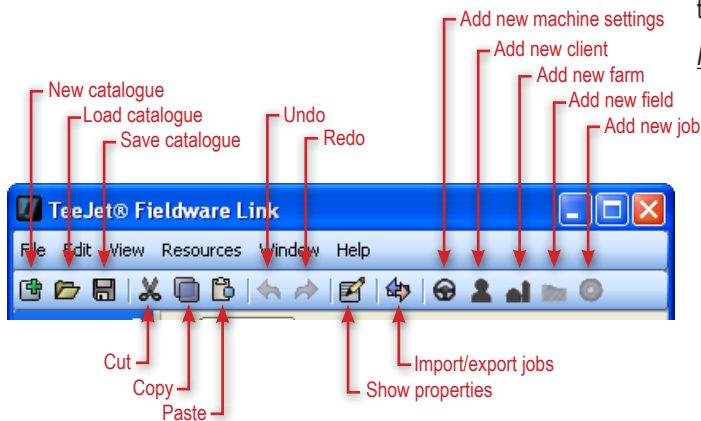 Add new machine settings
Add new client
Add new farm
Add new field
Add new job
New catalogue
Load catalogue
Save catalogue
Undo
Redo
TeeJet® Fieldware Link
File Edit View Resources Window Help
Cut
Copy
Paste
Import/export jobs
Show properties